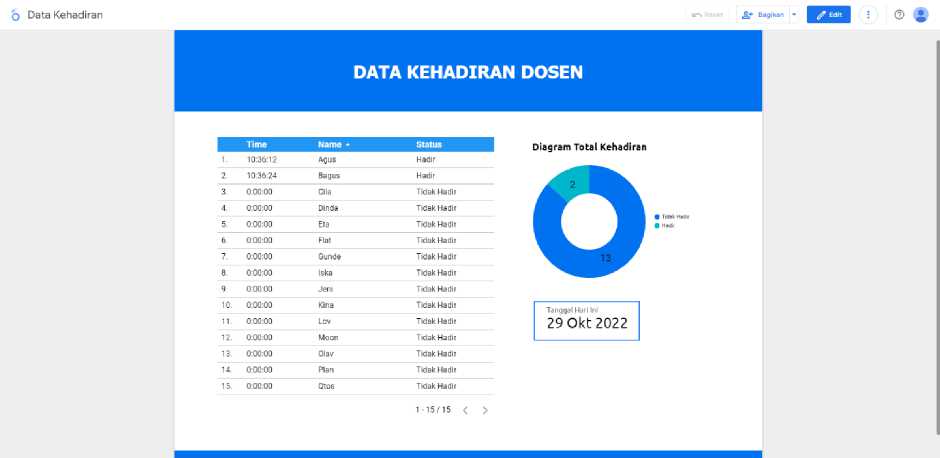 Data Kehadiran
Reset
Bagikan
Edit
DATA KEHADIRAN DOSEN
Time Name Status
1. 10:36:12 Agus Hadir
2. 10:36:24 Bagus Hadir
3. 0:00:00 Tidak Hadir
4. 0:00:00 Dinda Tidak Hadir
5. 0:00:00 Eta Tidak Hadir
6. 0:00:00 Flat Tidak Hadir
7. 0:00:00 Gunde Tidak Hadir
8. 0:00:00 Iska Tidak Hadir
9. 0:00:00 Jeni Tidak Hadir
10. 0:00:00 Kina Tidak Hadir
11. 0:00:00 Lev Tidak Hadir
12. 0:00:00 Moon Tidak Hadir
13. 0:00:00 Olav Tidak Hadir
14. 0:00:00 Plan Tidak Hadir
15. 0:00:00 Qtus Tidak Hadir
1 - 15 / 15
Diagram Total Kehadiran
2
13
Tidak Hadir
Hadir
Tanggal Hari Ini
29 Okt 2022